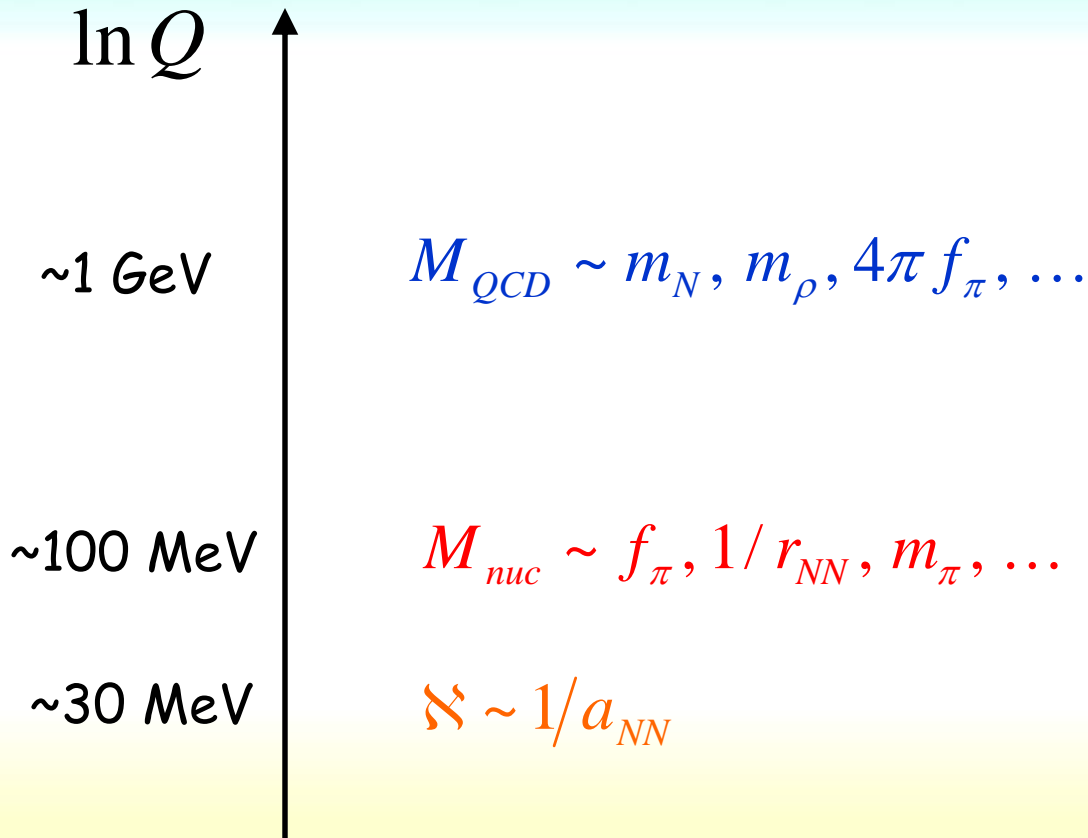 ln Q
~1 GeV M_QCD ~ m_N, m_ρ, 4π f_π, …
~100 MeV M_nuc ~ f_π, 1/r_NN, m_π, …
~30 MeV ℵ ~ 1/a_NN